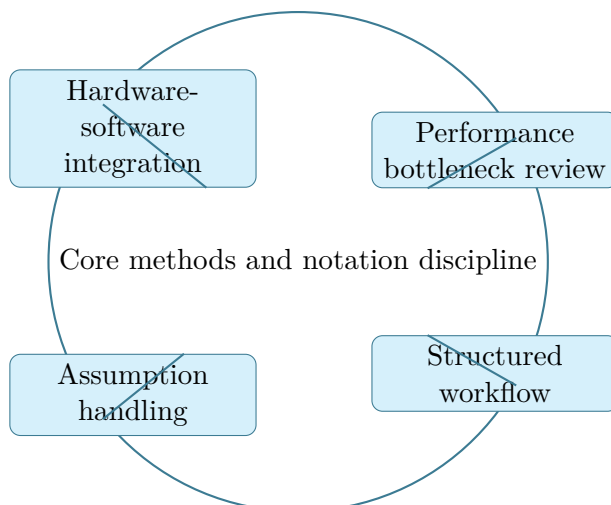 Hardware-
software
integration
Performance
bottleneck review
Core methods and notation discipline
Assumption
handling
Structured
workflow